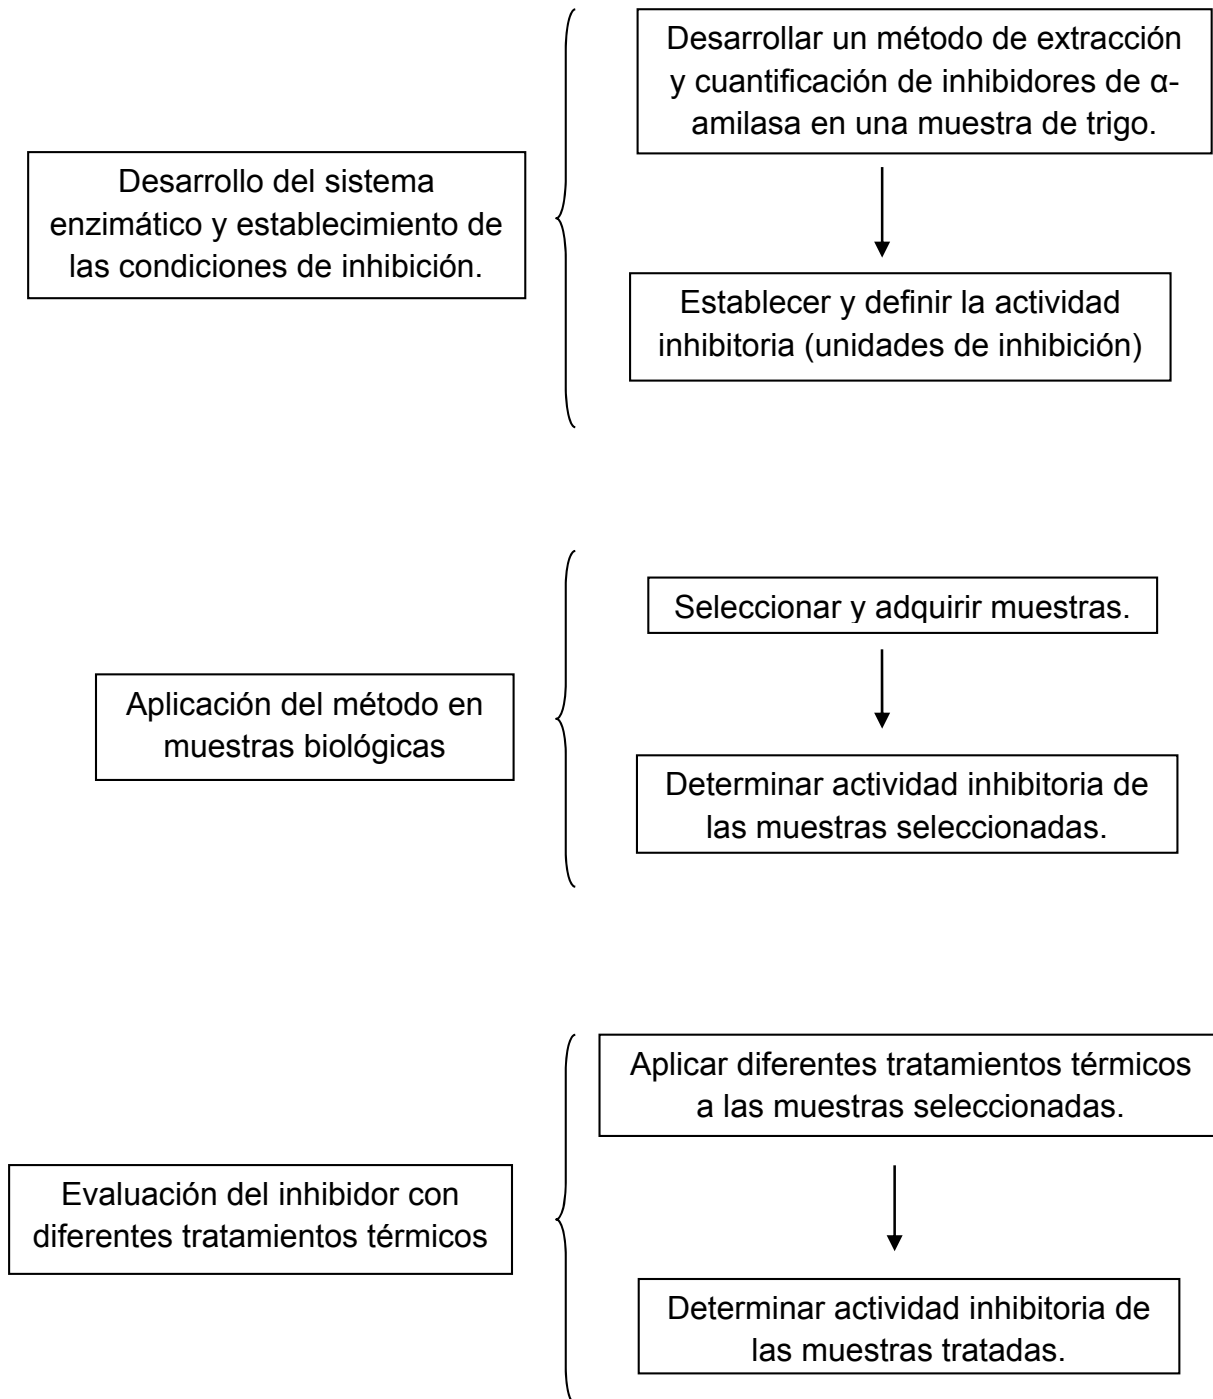 Desarrollar un método de extracción
y cuantificación de inhibidores de α-
amilasa en una muestra de trigo.
Desarrollo del sistema
enzimático y establecimiento de
las condiciones de inhibición.
Establecer y definir la actividad
inhibitoria (unidades de inhibición)
Seleccionar y adquirir muestras.
Aplicación del método en
muestras biológicas
Determinar actividad inhibitoria de
las muestras seleccionadas.
Aplicar diferentes tratamientos térmicos
a las muestras seleccionadas.
Evaluación del inhibidor con
diferentes tratamientos térmicos
Determinar actividad inhibitoria de
las muestras tratadas.